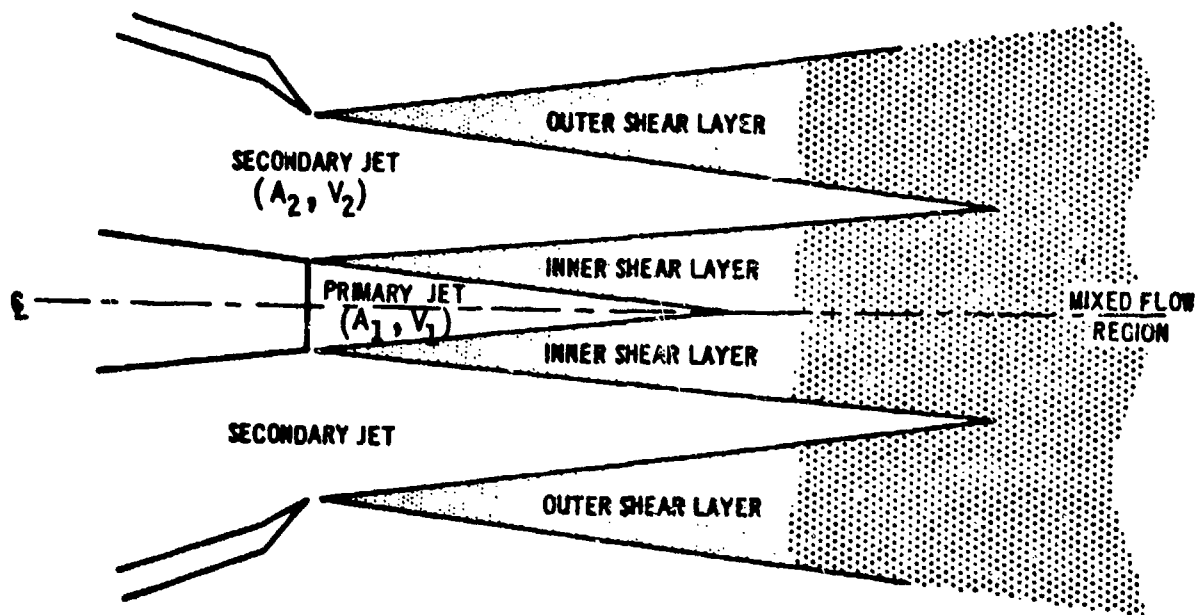 OUTER SHEAR LAYER
SECONDARY JET
(A2, V2)
INNER SHEAR LAYER
PRIMARY JET
(A1, V1)
℄
MIXED FLOW
REGION
INNER SHEAR LAYER
SECONDARY JET
OUTER SHEAR LAYER